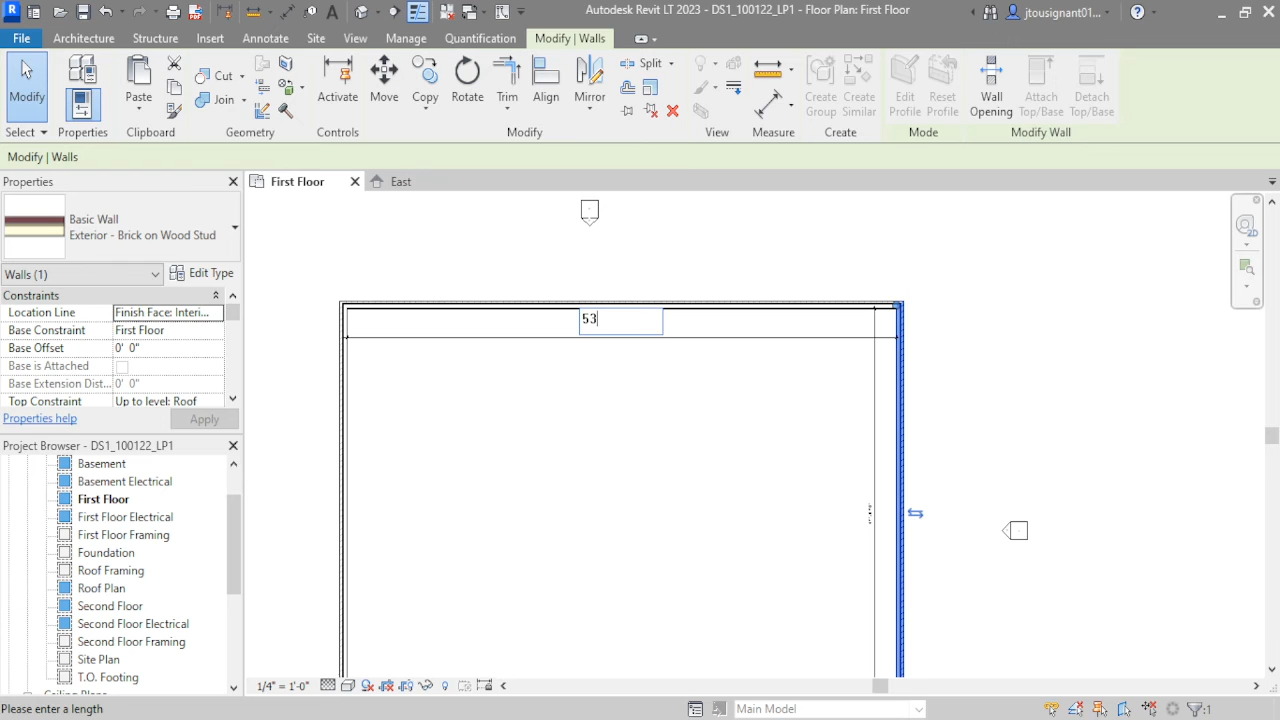 Autodesk Revit LT 2023 - DS1_100122_LP1 - Floor Plan: First Floor
jtousignant01...
File Architecture Structure Insert Annotate Site View Manage Quantification Modify | Walls
Modify Paste Cut Join Activate Move Copy Rotate Trim Align Mirror Split Create Group Create Similar Edit Profile Reset Profile Wall Opening Attach Top/Base Detach Top/Base
Select Properties Clipboard Geometry Controls Modify View Measure Create Mode Modify Wall
Modify | Walls
Properties
First Floor
East
Basic Wall
Exterior - Brick on Wood Stud
Walls (1)
Edit Type
Constraints
Location Line Finish Face: Interi...
Base Constraint First Floor
Base Offset 0' 0"
Base is Attached
Base Extension Dist... 0' 0"
Top Constraint Up to level: Roof
Properties help
Apply
53
2D
Project Browser - DS1_100122_LP1
Basement
Basement Electrical
First Floor
First Floor Electrical
First Floor Framing
Foundation
Roof Framing
Roof Plan
Second Floor
Second Floor Electrical
Second Floor Framing
Site Plan
T.O. Footing
Ceiling Plans
1/4" = 1'-0"
Please enter a length
Main Model
:1